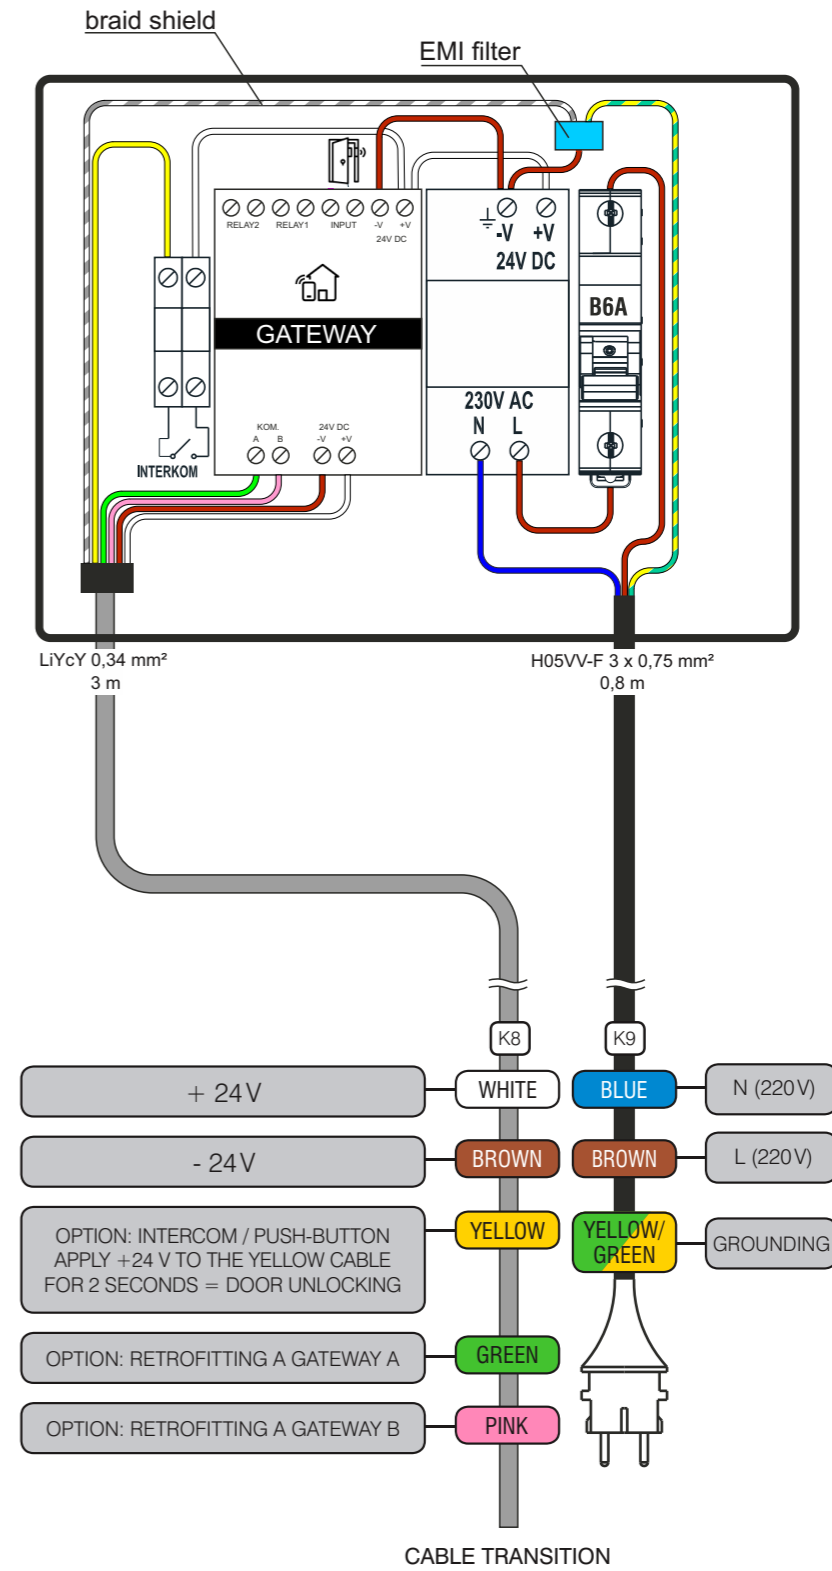 braid shield
EMI filter
RELAY2 RELAY1 INPUT -V +V
24V DC
-V +V
24V DC
GATEWAY
B6A
230V AC
N L
KOM. 24V DC
A B -V +V
INTERKOM
LiYcY 0,34 mm²
3 m
H05VV-F 3 x 0,75 mm²
0,8 m
K8 K9
+ 24V WHITE BLUE N (220V)
- 24V BROWN BROWN L (220V)
OPTION: INTERCOM / PUSH-BUTTON
APPLY +24 V TO THE YELLOW CABLE
FOR 2 SECONDS = DOOR UNLOCKING
YELLOW
YELLOW/
GREEN
GROUNDING
OPTION: RETROFITTING A GATEWAY A GREEN
OPTION: RETROFITTING A GATEWAY B PINK
CABLE TRANSITION